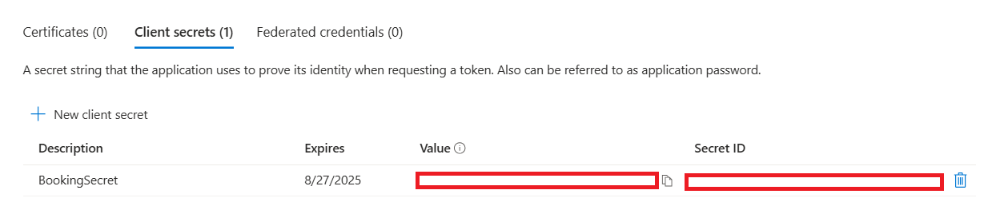 Certificates (0) Client secrets (1) Federated credentials (0)
A secret string that the application uses to prove its identity when requesting a token. Also can be referred to as application password.
New client secret
Description Expires Value Secret ID
BookingSecret 8/27/2025